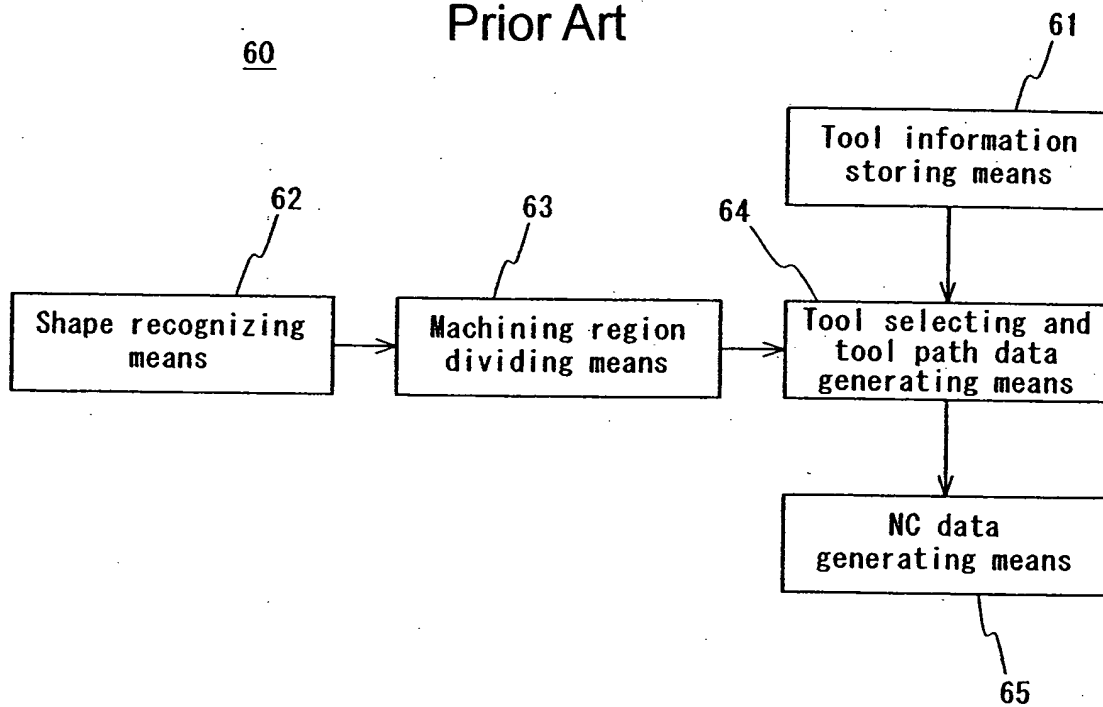 Prior Art
60
61
Tool information
storing means
62
63
64
Shape recognizing
means
Machining region
dividing means
Tool selecting and
tool path data
generating means
NC data
generating means
65